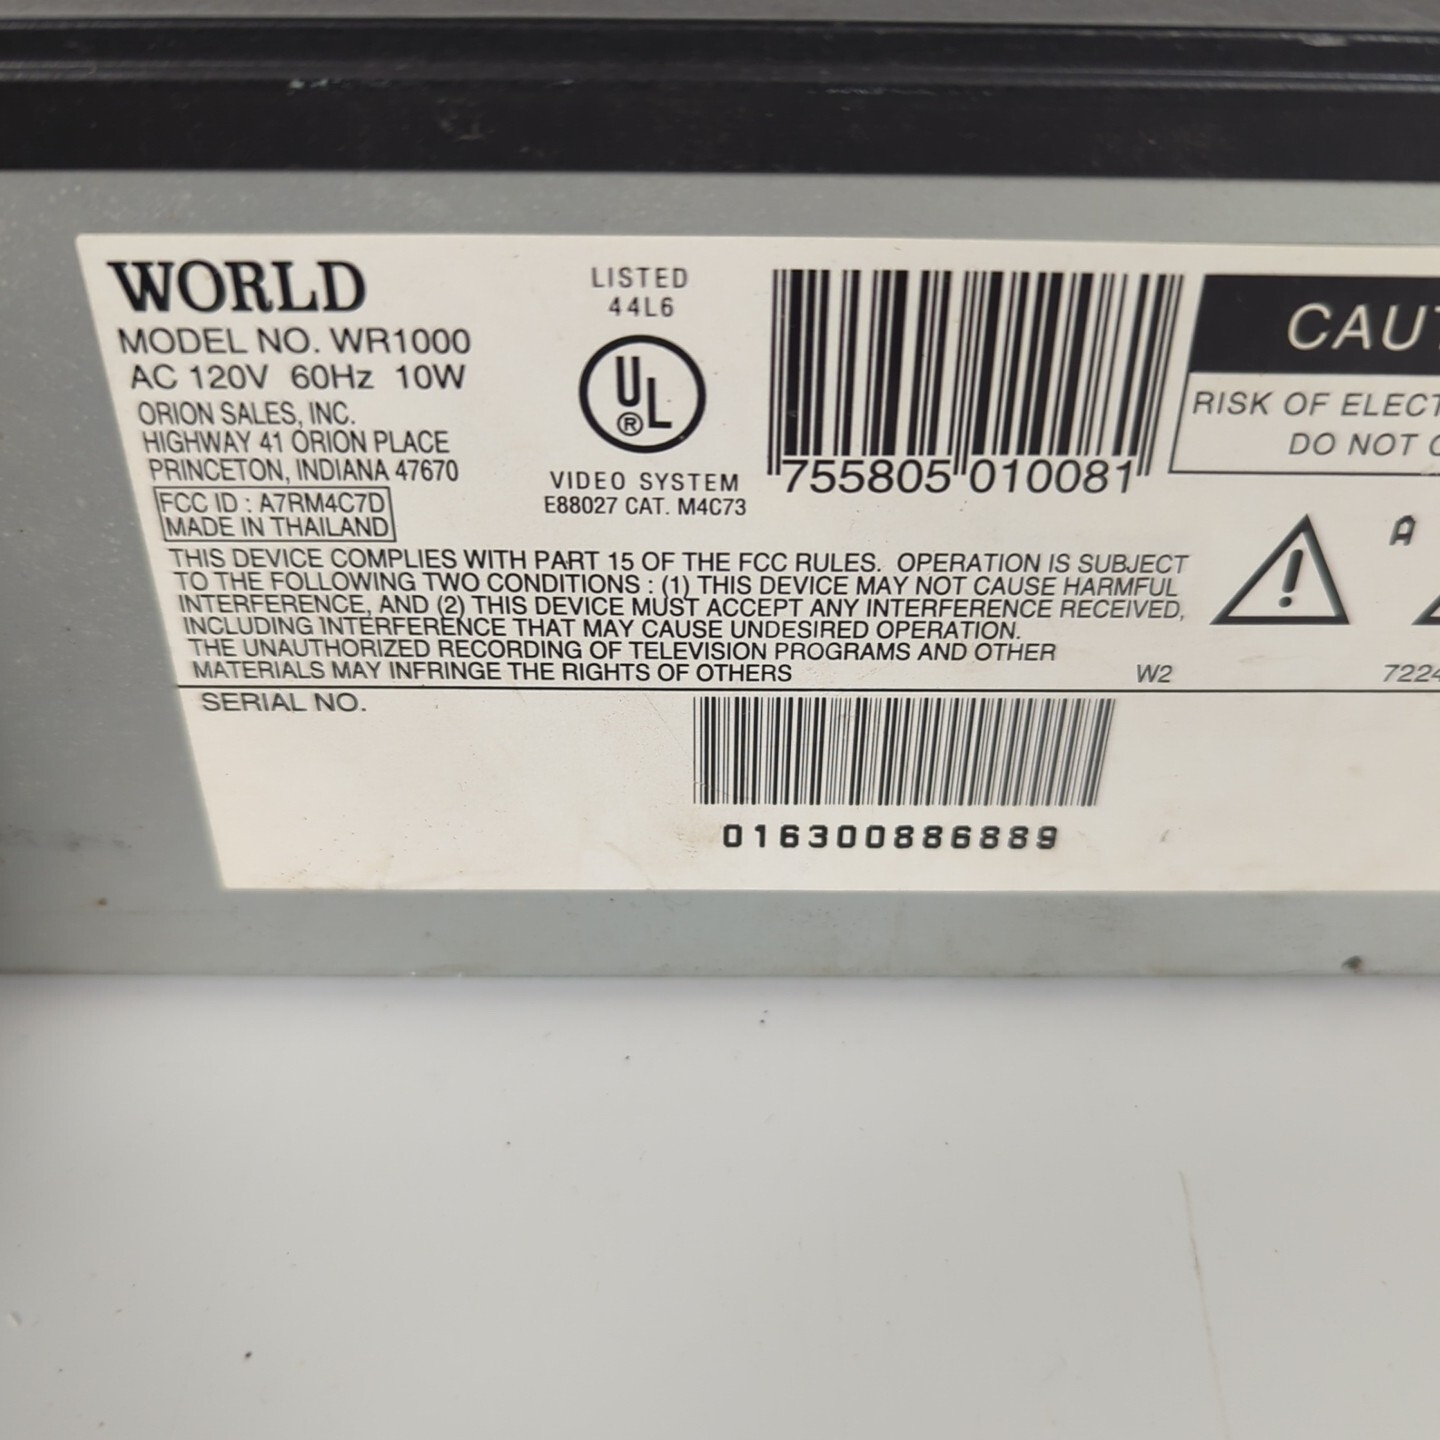 WORLD
MODEL NO. WR1000
AC 120V 60Hz 10W
ORION SALES, INC.
HIGHWAY 41 ORION PLACE
PRINCETON, INDIANA 47670
FCC ID : A7RM4C7D
MADE IN THAILAND
LISTED
44L6
UL
®
VIDEO SYSTEM
E88027 CAT. M4C73
755805 010081
CAUT
RISK OF ELECT
DO NOT O
A
THIS DEVICE COMPLIES WITH PART 15 OF THE FCC RULES. OPERATION IS SUBJECT
TO THE FOLLOWING TWO CONDITIONS : (1) THIS DEVICE MAY NOT CAUSE HARMFUL
INTERFERENCE, AND (2) THIS DEVICE MUST ACCEPT ANY INTERFERENCE RECEIVED,
INCLUDING INTERFERENCE THAT MAY CAUSE UNDESIRED OPERATION.
THE UNAUTHORIZED RECORDING OF TELEVISION PROGRAMS AND OTHER
MATERIALS MAY INFRINGE THE RIGHTS OF OTHERS
W2
7224
SERIAL NO.
016300886889